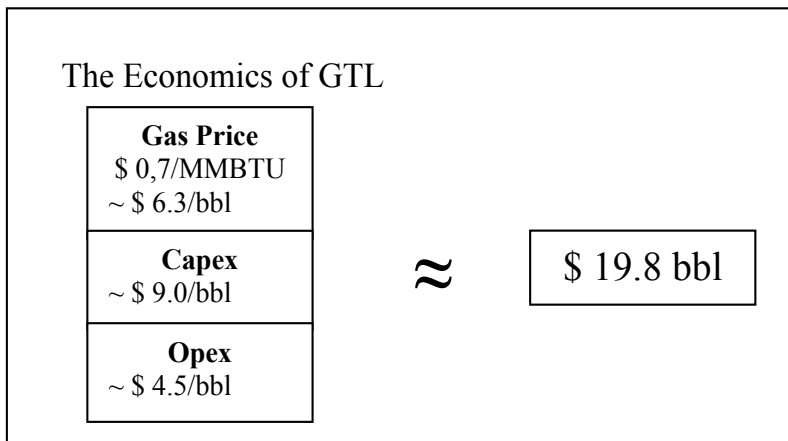 The Economics of GTL
Gas Price
$ 0,7/MMBTU
~ $ 6.3/bbl
Capex
~ $ 9.0/bbl
≈
$ 19.8 bbl
Opex
~ $ 4.5/bbl